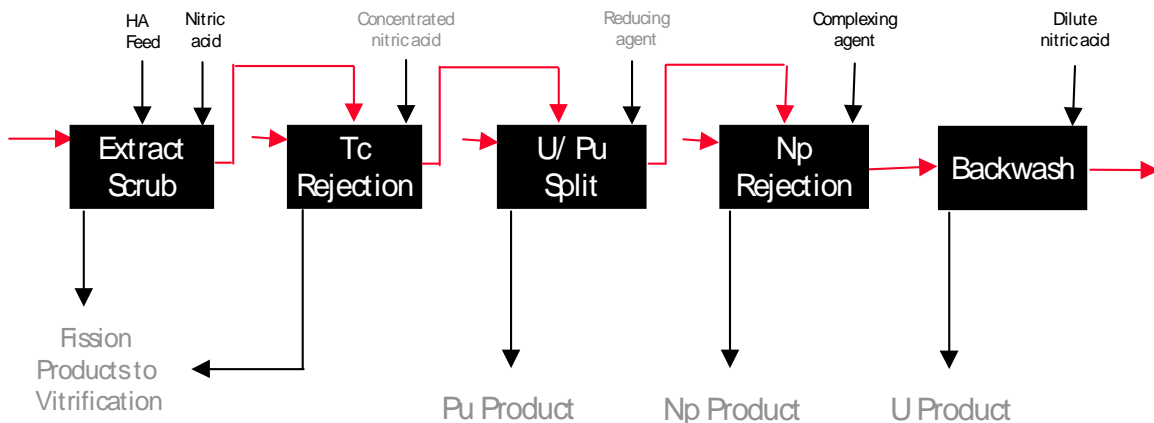 HA
Feed
Nitric
acid
Concentrated
nitric acid
Reducing
agent
Complexing
agent
Dilute
nitric acid
Extract
Scrub
Tc
Rejection
U/ Pu
Split
Np
Rejection
Backwash
Fission
Products to
Vitrification
Pu Product
Np Product
U Product